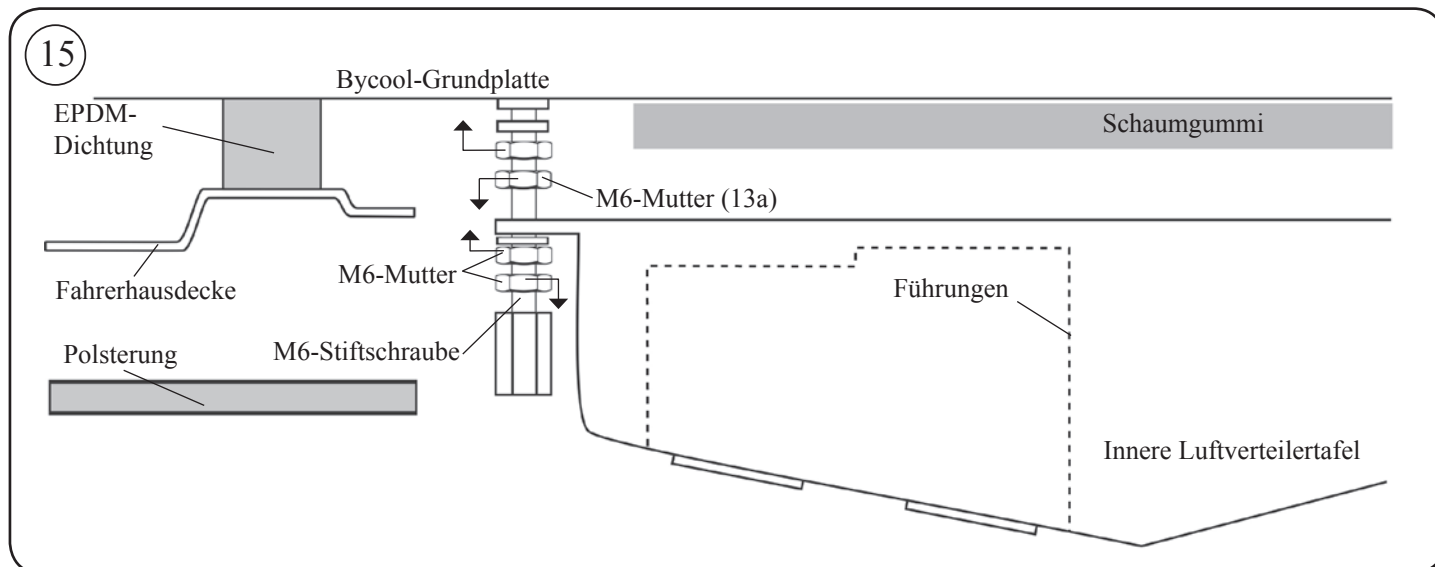 15
Bycool-Grundplatte
EPDM-
Dichtung
Schaumgummi
M6-Mutter (13a)
Fahrerhausdecke
M6-Mutter
Führungen
Polsterung
M6-Stiftschraube
Innere Luftverteilertafel